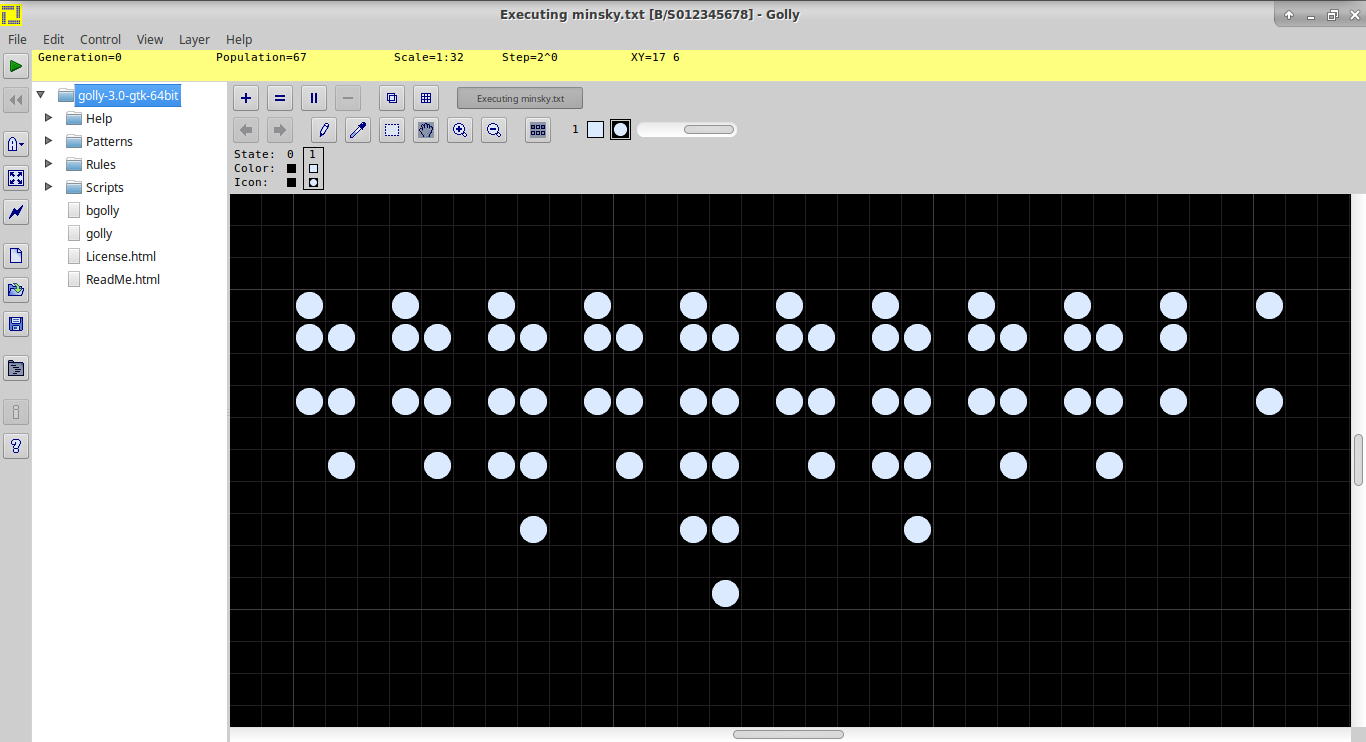 Executing minsky.txt [B/S012345678] - Golly
File Edit Control View Layer Help
Generation=0 Population=67 Scale=1:32 Step=2^0 XY=17 6
golly-3.0-gtk-64bit
Help
Patterns
Rules
Scripts
bgolly
golly
License.html
ReadMe.html
Executing minsky.txt
1
State: 0 1
Color:
Icon: